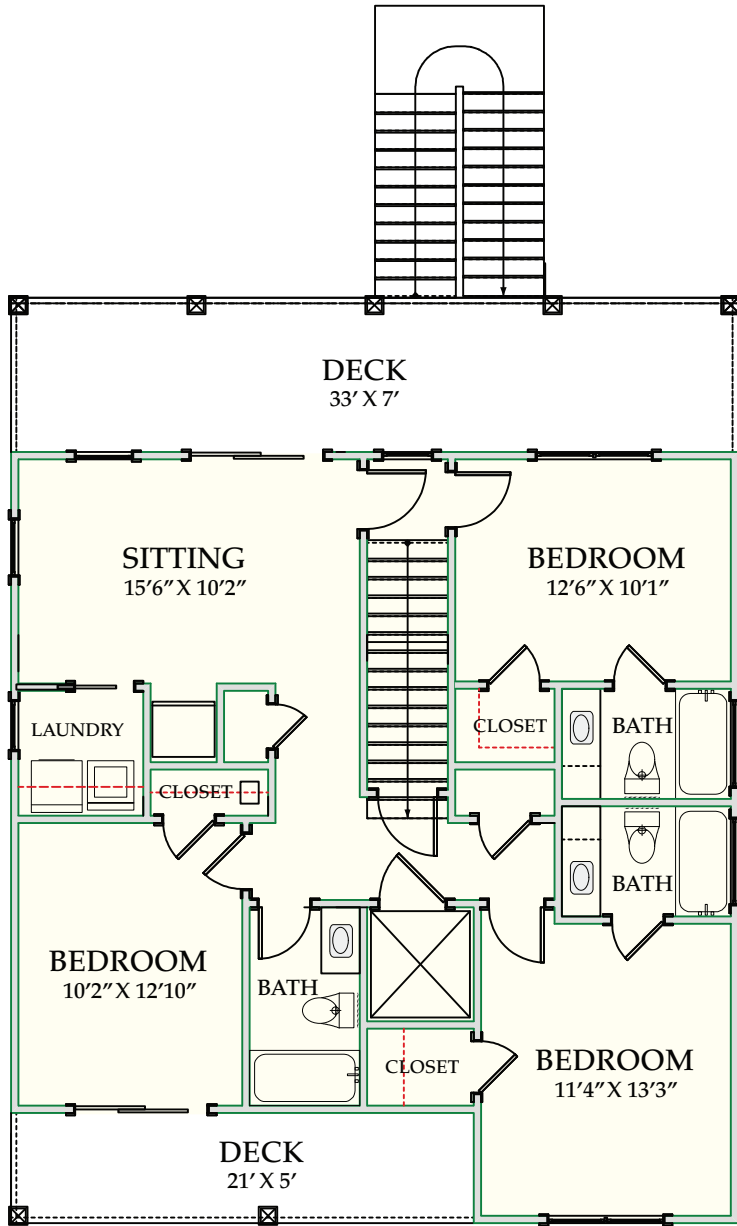 DECK
33′ X 7′
SITTING
15′6″ X 10′2″
BEDROOM
12′6″ X 10′1″
LAUNDRY
CLOSET
BATH
CLOSET
BATH
BEDROOM
10′2″ X 12′10″
BATH
CLOSET
BEDROOM
11′4″ X 13′3″
DECK
21′ X 5′